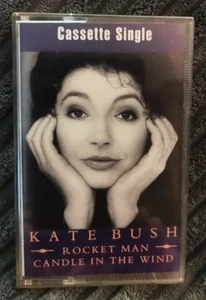 Cassette Single
KATE BUSH
ROCKET MAN
CANDLE IN THE WIND